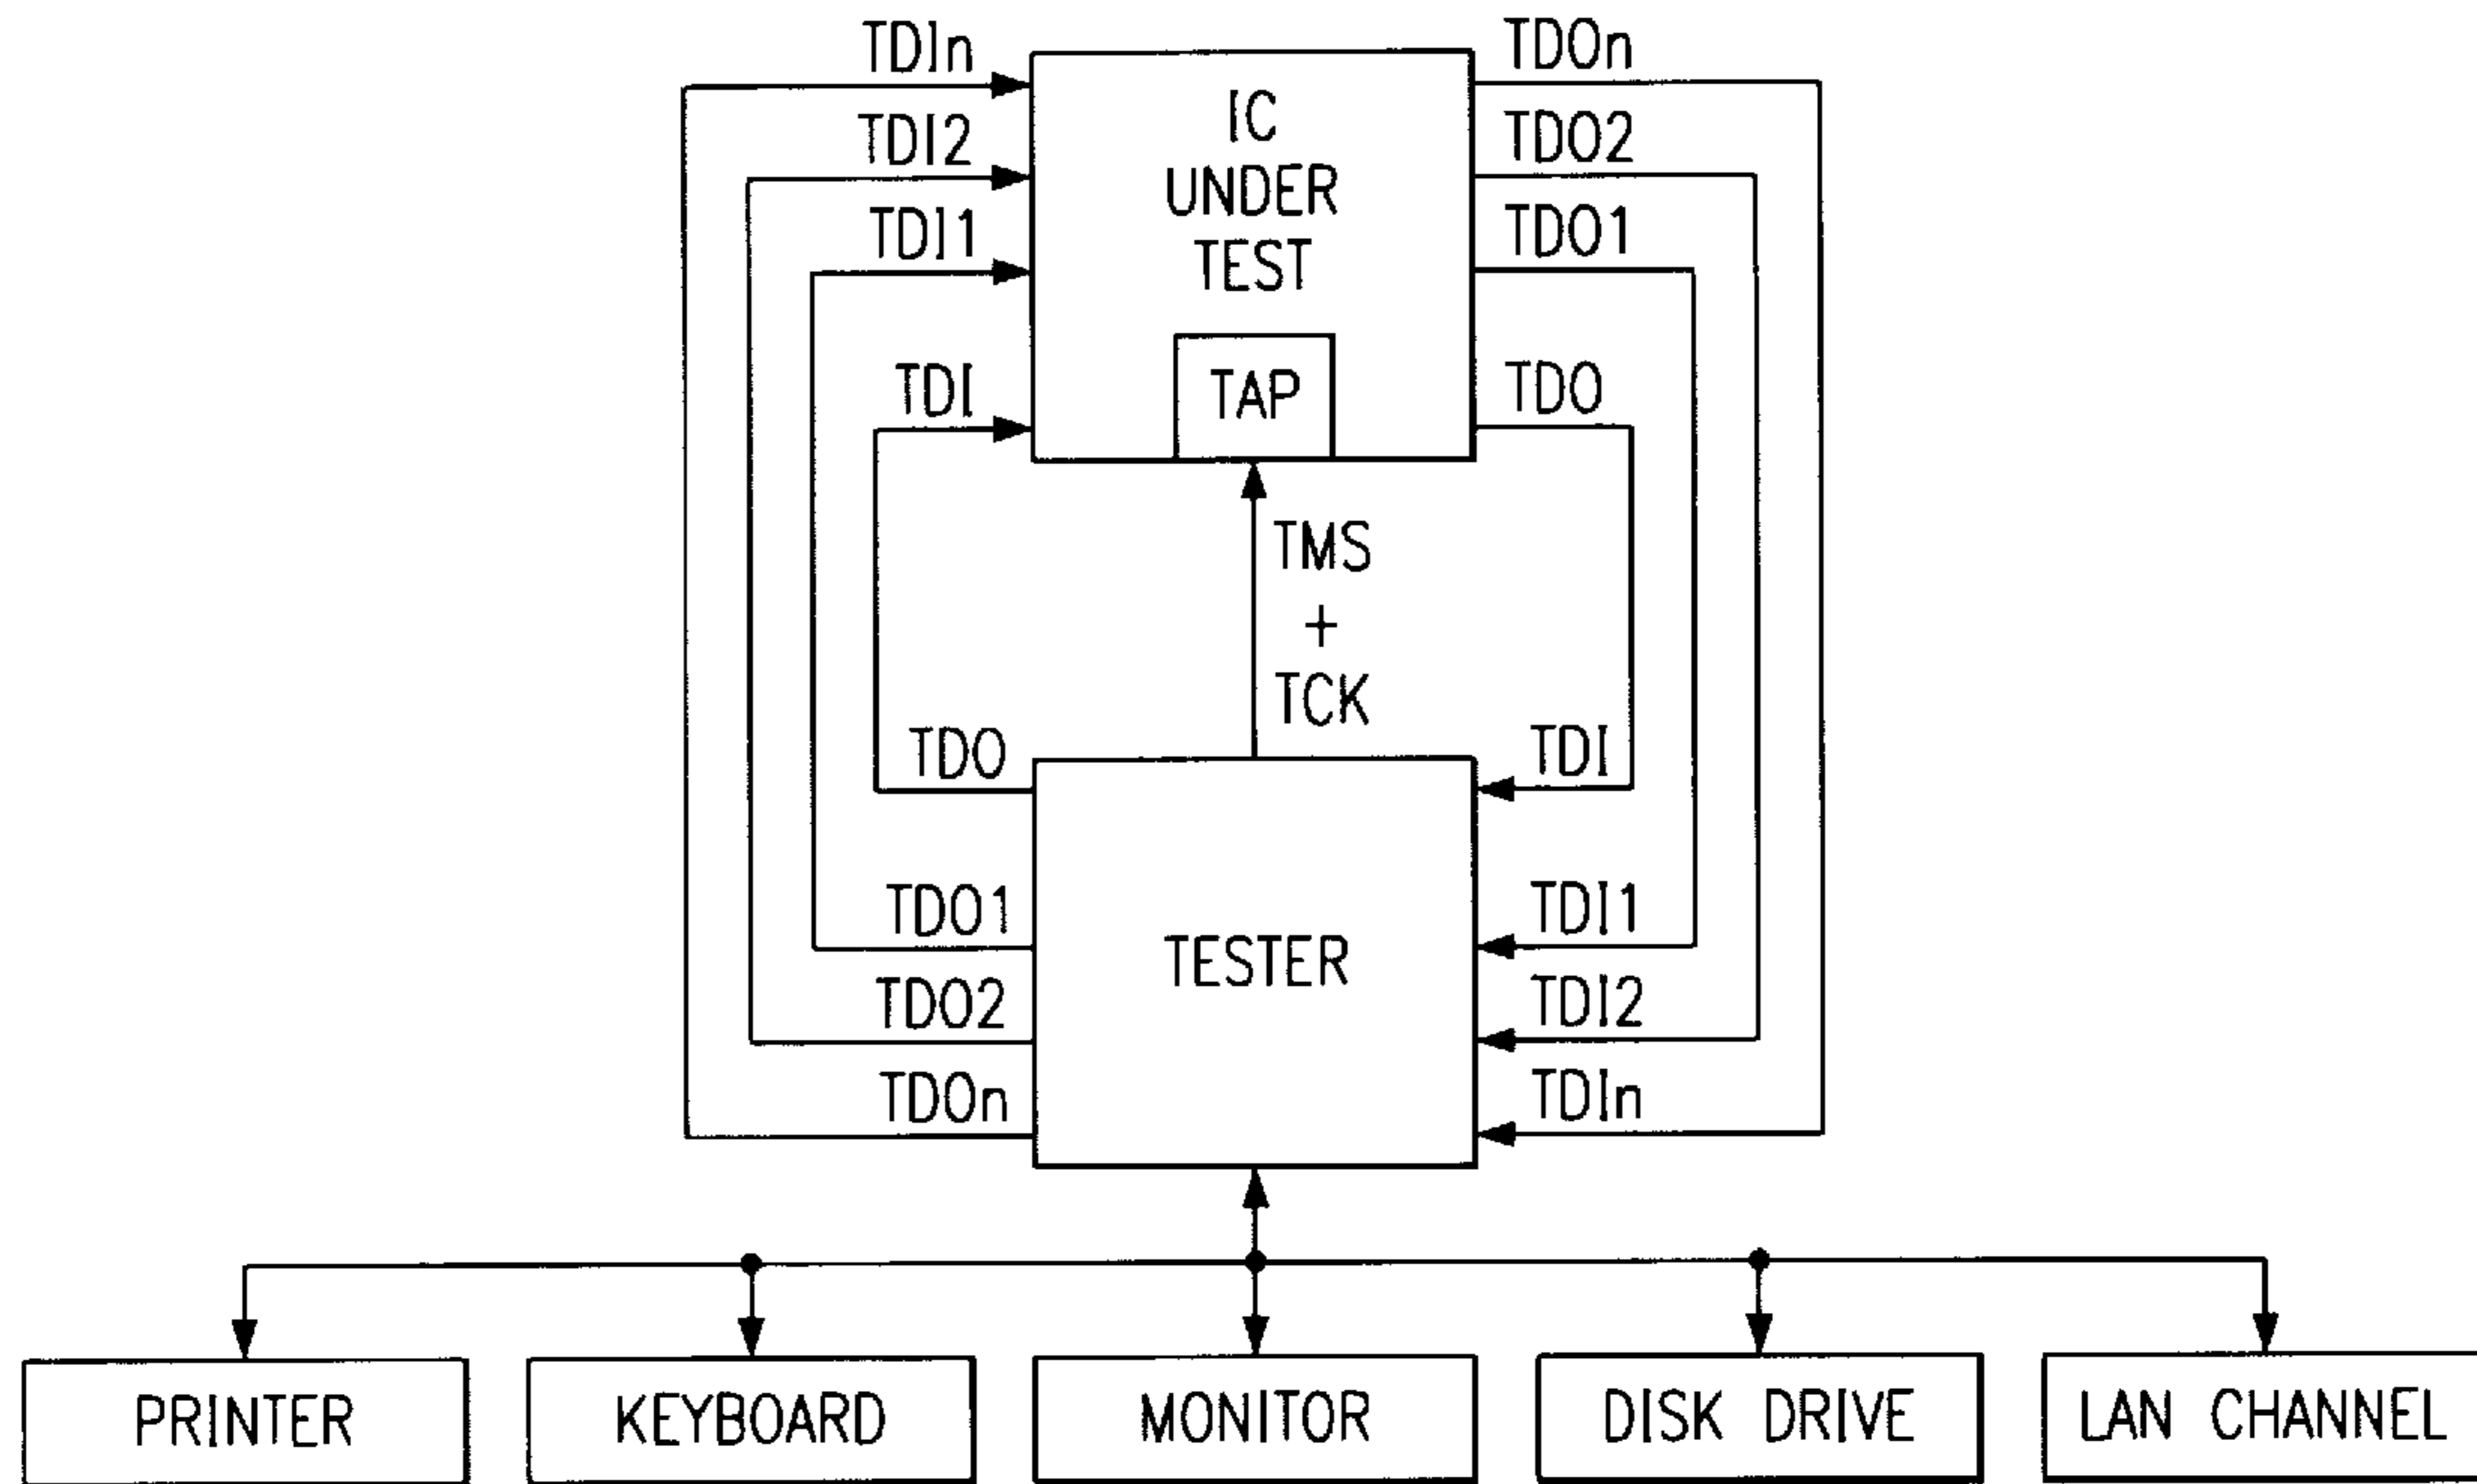 TDIn
TDOn
IC
UNDER
TEST
TDI2
TDO2
TDI1
TDO1
TDI
TAP
TDO
TMS
+
TCK
TDO
TDI
TDO1
TDI1
TESTER
TDO2
TDI2
TDOn
TDIn
PRINTER
KEYBOARD
MONITOR
DISK DRIVE
LAN CHANNEL